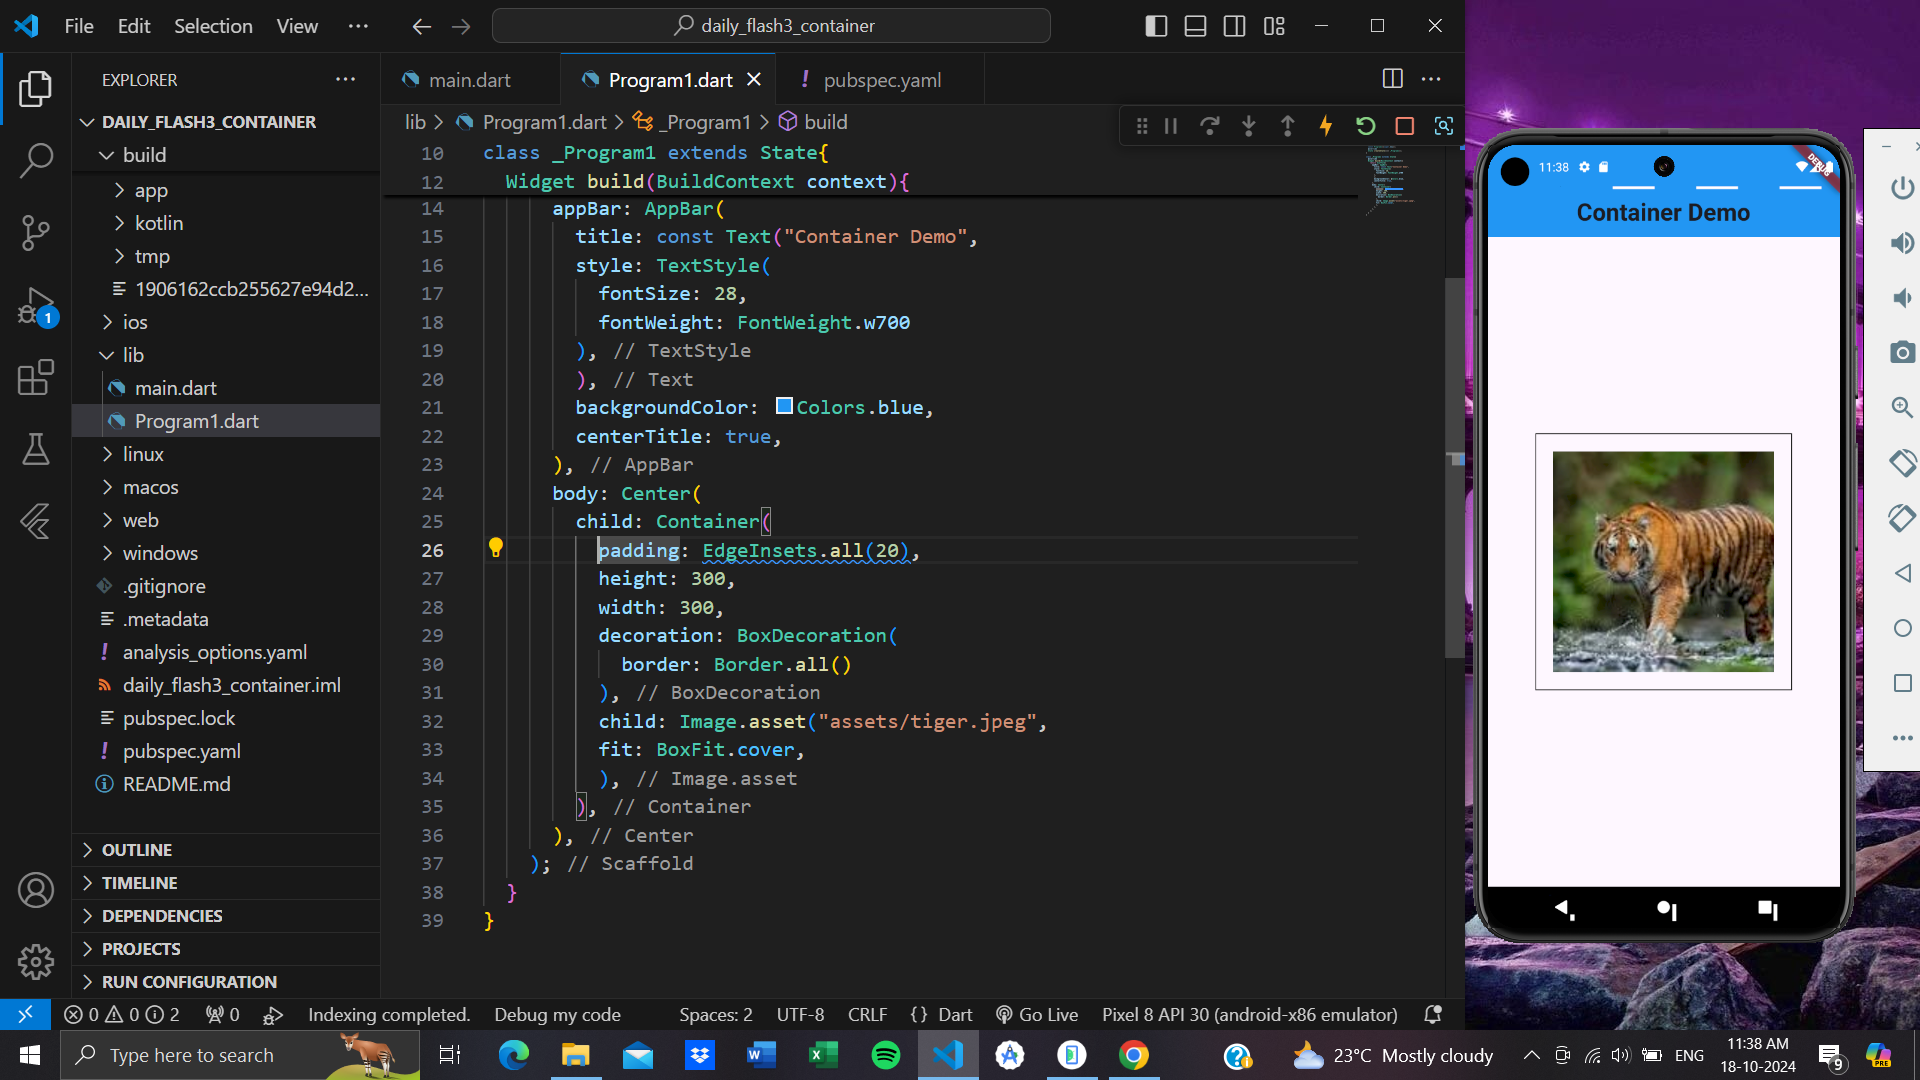 File Edit Selection View ···
daily_flash3_container
EXPLORER
DAILY_FLASH3_CONTAINER
build
app
kotlin
tmp
1906162ccb255627e94d2...
ios
lib
main.dart
Program1.dart
linux
macos
web
windows
.gitignore
.metadata
analysis_options.yaml
daily_flash3_container.iml
pubspec.lock
pubspec.yaml
README.md
OUTLINE
TIMELINE
DEPENDENCIES
PROJECTS
RUN CONFIGURATION
1
main.dart
Program1.dart
! pubspec.yaml
lib > Program1.dart > _Program1 > build
10 class _Program1 extends State{
12 Widget build(BuildContext context){
14 appBar: AppBar(
15 title: const Text("Container Demo",
16 style: TextStyle(
17 fontSize: 28,
18 fontWeight: FontWeight.w700
19 ), // TextStyle
20 ), // Text
21 backgroundColor: Colors.blue,
22 centerTitle: true,
23 ), // AppBar
24 body: Center(
25 child: Container(
26 padding: EdgeInsets.all(20),
27 height: 300,
28 width: 300,
29 decoration: BoxDecoration(
30 border: Border.all()
31 ), // BoxDecoration
32 child: Image.asset("assets/tiger.jpeg",
33 fit: BoxFit.cover,
34 ), // Image.asset
35 ), // Container
36 ), // Center
37 ); // Scaffold
38 }
39 }
11:38
DEBUG
Container Demo
0 0 2 0 Indexing completed. Debug my code Spaces: 2 UTF-8 CRLF {} Dart Go Live Pixel 8 API 30 (android-x86 emulator)
Type here to search
23°C Mostly cloudy
ENG
11:38 AM
18-10-2024
9
PRE